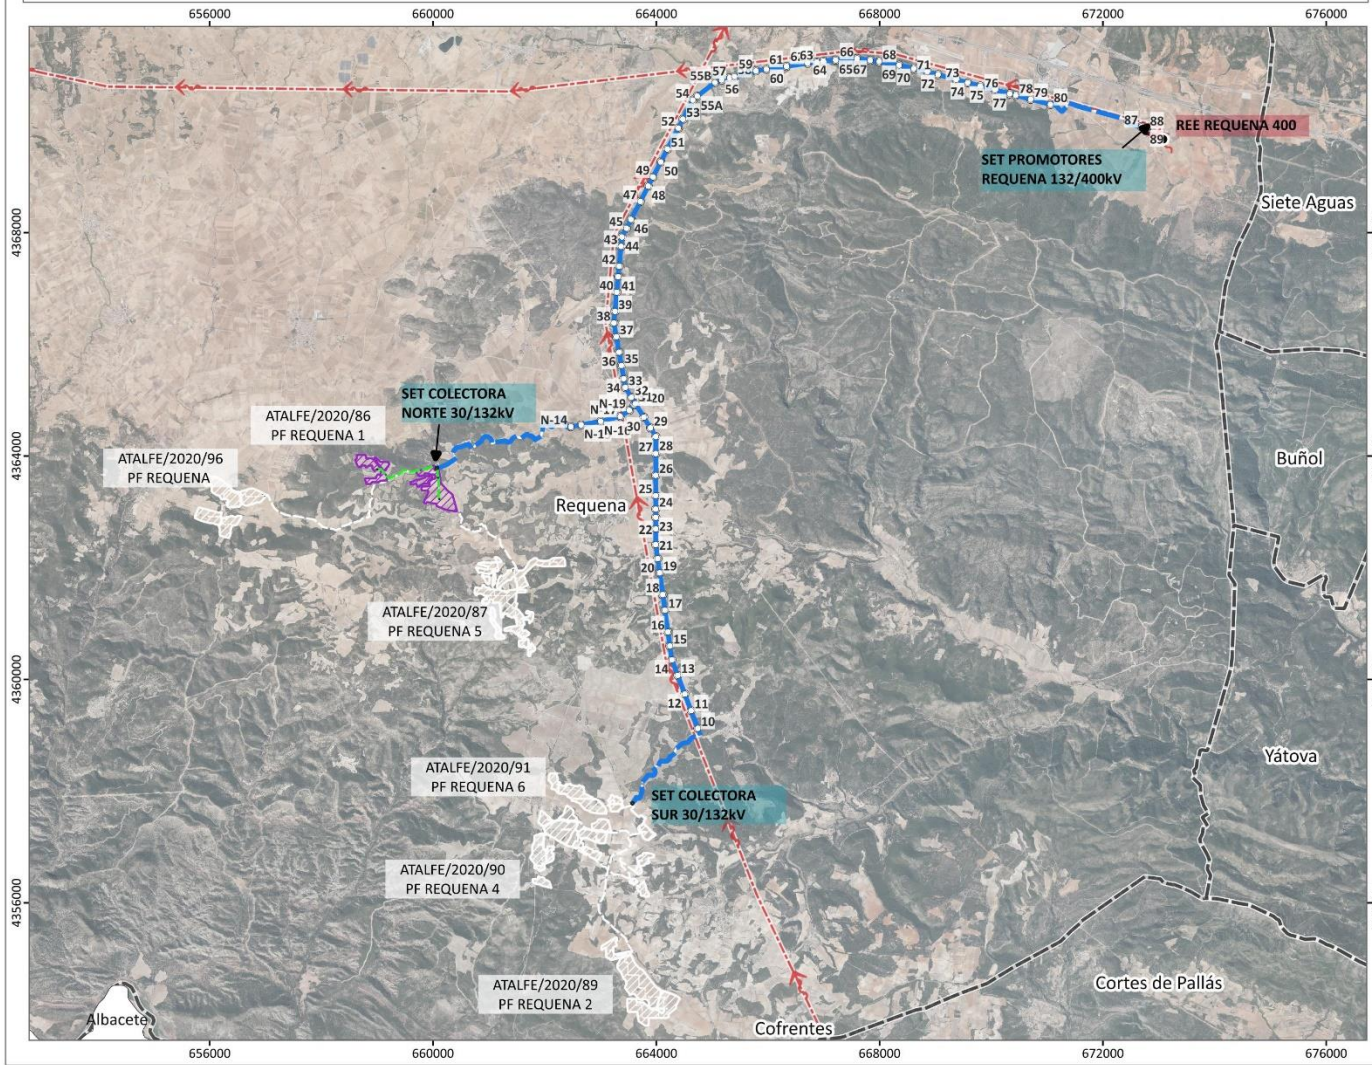 656000
660000
664000
668000
672000
676000
4368000
4364000
4360000
4356000
55B
57
59
61
63
66
68
71
73
76
78
79
80
54
55A
56
60
64
65
67
69
70
72
74
75
77
87
88
89
REE REQUENA 400
SET PROMOTORES
REQUENA 132/400kV
53
52
51
50
49
48
47
46
45
44
43
42
41
40
39
38
37
36
35
34
33
32
Siete Aguas
SET COLECTORA
NORTE 30/132kV
N-14
N-19
20
30
29
28
27
26
25
24
23
22
21
20
19
18
17
16
15
14
13
12
11
10
ATALFE/2020/86
PF REQUENA 1
ATALFE/2020/96
PF REQUENA
Requena
Buñol
ATALFE/2020/87
PF REQUENA 5
ATALFE/2020/91
PF REQUENA 6
SET COLECTORA
SUR 30/132kV
Yátova
ATALFE/2020/90
PF REQUENA 4
ATALFE/2020/89
PF REQUENA 2
Cortes de Pallás
Albacete
Cofrentes
656000
660000
664000
668000
672000
676000